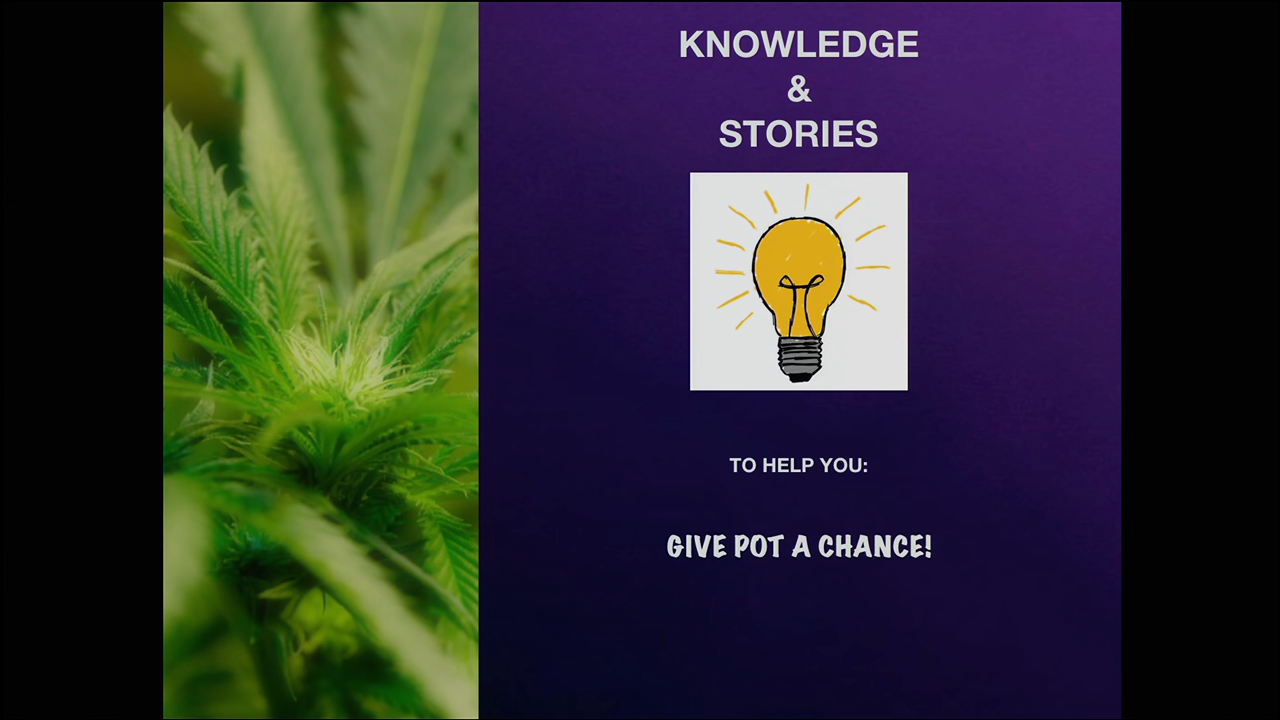 KNOWLEDGE
&
STORIES
TO HELP YOU:
GIVE POT A CHANCE!